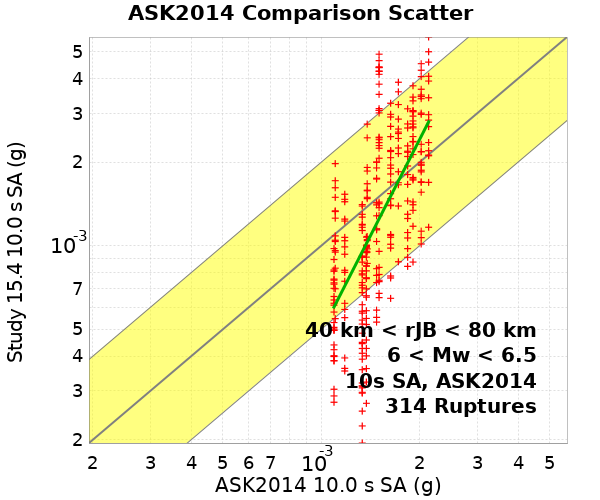 ASK2014 Comparison Scatter
Study 15.4 10.0 s SA (g)
5
4
3
2
10-3
7
5
4
3
2
40 km < rJB < 80 km
6 < Mw < 6.5
10s SA, ASK2014
314 Ruptures
2 3 4 5 6 7 10-3 2 3 4 5
ASK2014 10.0 s SA (g)